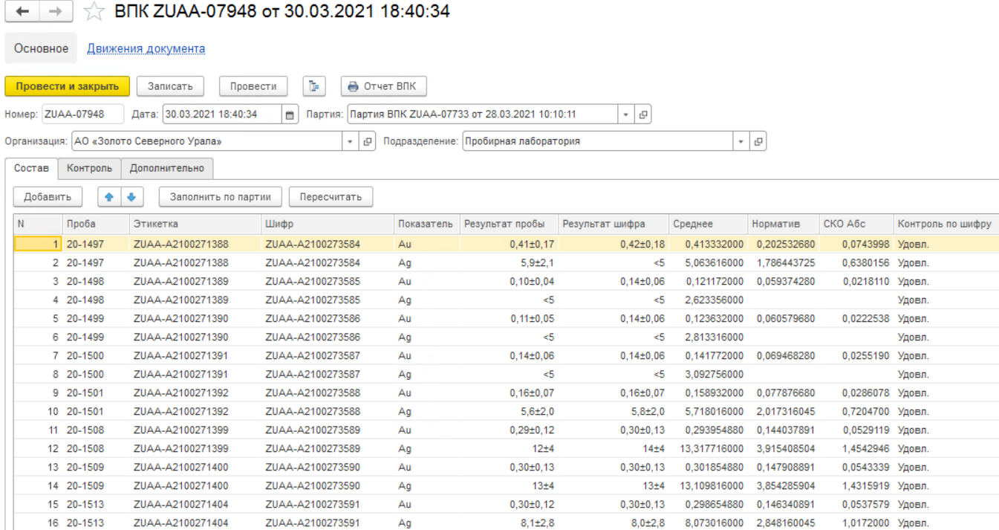 ВПК ZUAA-07948 от 30.03.2021 18:40:34
Основное Движения документа
Провести и закрыть Записать Провести Отчет ВПК
Номер: ZUAA-07948 Дата: 30.03.2021 18:40:34 Партия: Партия ВПК ZUAA-07733 от 28.03.2021 10:10:11
Организация: АО «Золото Северного Урала» Подразделение: Пробирная лаборатория
Состав Контроль Дополнительно
Добавить Заполнить по партии Пересчитать
N Проба Этикетка Шифр Показатель Результат пробы Результат шифра Среднее Норматив СКО Абс Контроль по шифру
1 20-1497 ZUAA-A2100271388 ZUAA-A2100273584 Au 0,41±0,17 0,42±0,18 0,413332000 0,202532680 0,0743998 Удовл.
2 20-1497 ZUAA-A2100271388 ZUAA-A2100273584 Ag 5,9±2,1 <5 5,063616000 1,786443725 0,6380156 Удовл.
3 20-1498 ZUAA-A2100271389 ZUAA-A2100273585 Au 0,10±0,04 0,14±0,06 0,121172000 0,059374280 0,0218110 Удовл.
4 20-1498 ZUAA-A2100271389 ZUAA-A2100273585 Ag <5 <5 2,623356000 Удовл.
5 20-1499 ZUAA-A2100271390 ZUAA-A2100273586 Au 0,11±0,05 0,14±0,06 0,123632000 0,060579680 0,0222538 Удовл.
6 20-1499 ZUAA-A2100271390 ZUAA-A2100273586 Ag <5 <5 2,813316000 Удовл.
7 20-1500 ZUAA-A2100271391 ZUAA-A2100273587 Au 0,14±0,06 0,14±0,06 0,141772000 0,069468280 0,0255190 Удовл.
8 20-1500 ZUAA-A2100271391 ZUAA-A2100273587 Ag <5 <5 3,092756000 Удовл.
9 20-1501 ZUAA-A2100271392 ZUAA-A2100273588 Au 0,16±0,07 0,16±0,07 0,158932000 0,077876680 0,0286078 Удовл.
10 20-1501 ZUAA-A2100271392 ZUAA-A2100273588 Ag 5,6±2,0 5,8±2,0 5,718016000 2,017316045 0,7204700 Удовл.
11 20-1508 ZUAA-A2100271399 ZUAA-A2100273589 Au 0,29±0,12 0,30±0,13 0,293954880 0,144037891 0,0529119 Удовл.
12 20-1508 ZUAA-A2100271399 ZUAA-A2100273589 Ag 12±4 14±4 13,317716000 3,915408504 1,4542946 Удовл.
13 20-1509 ZUAA-A2100271400 ZUAA-A2100273590 Au 0,30±0,13 0,30±0,13 0,301854880 0,147908891 0,0543339 Удовл.
14 20-1509 ZUAA-A2100271400 ZUAA-A2100273590 Ag 13±4 13±4 13,109816000 3,854285904 1,4315919 Удовл.
15 20-1513 ZUAA-A2100271404 ZUAA-A2100273591 Au 0,30±0,12 0,30±0,13 0,298654880 0,146340891 0,0537579 Удовл.
16 20-1513 ZUAA-A2100271404 ZUAA-A2100273591 Ag 8,1±2,8 8,0±2,8 8,073016000 2,848160045 1,0172000 Удовл.